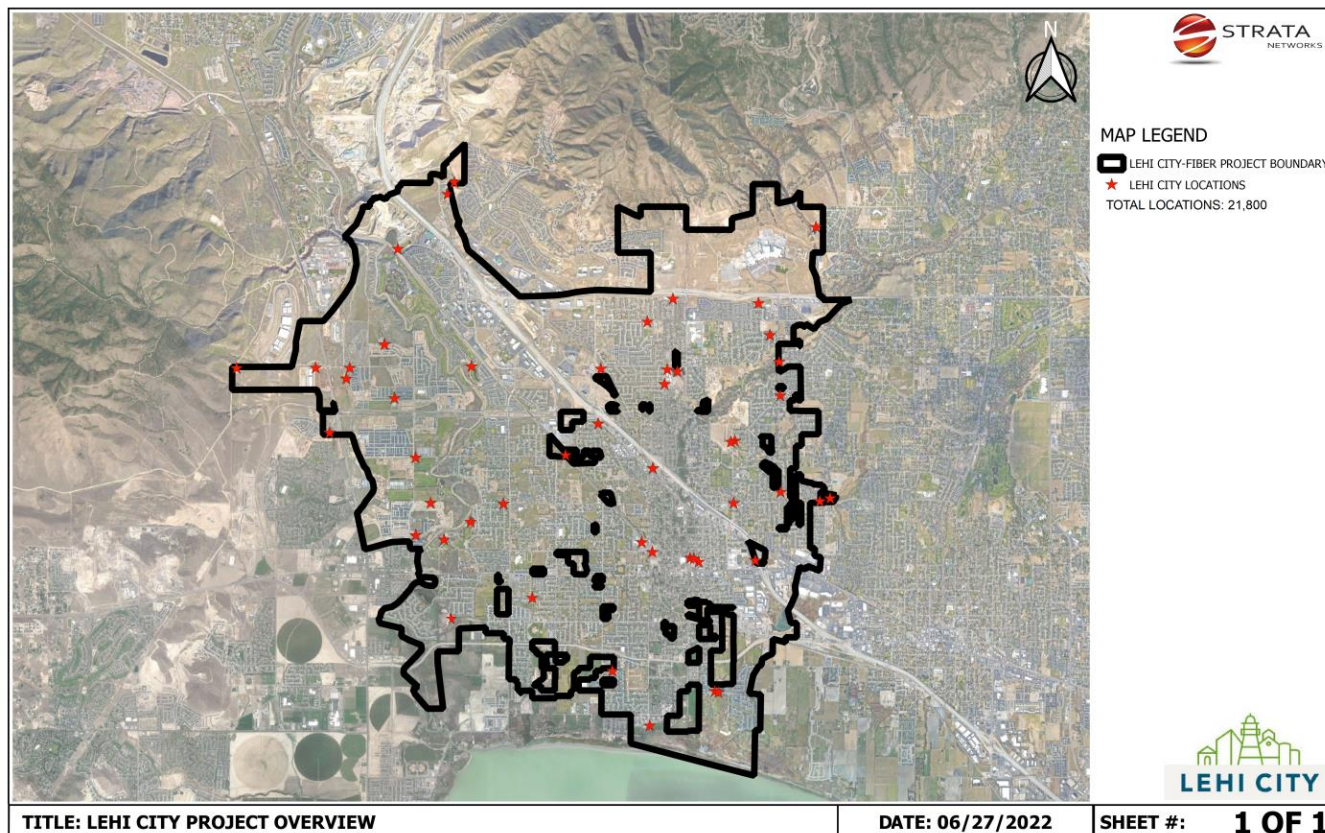 N
STRATA
NETWORKS
MAP LEGEND
LEHI CITY-FIBER PROJECT BOUNDARY
LEHI CITY LOCATIONS
TOTAL LOCATIONS: 21,800
LEHI CITY
TITLE: LEHI CITY PROJECT OVERVIEW
DATE: 06/27/2022
SHEET #: 1 OF 1